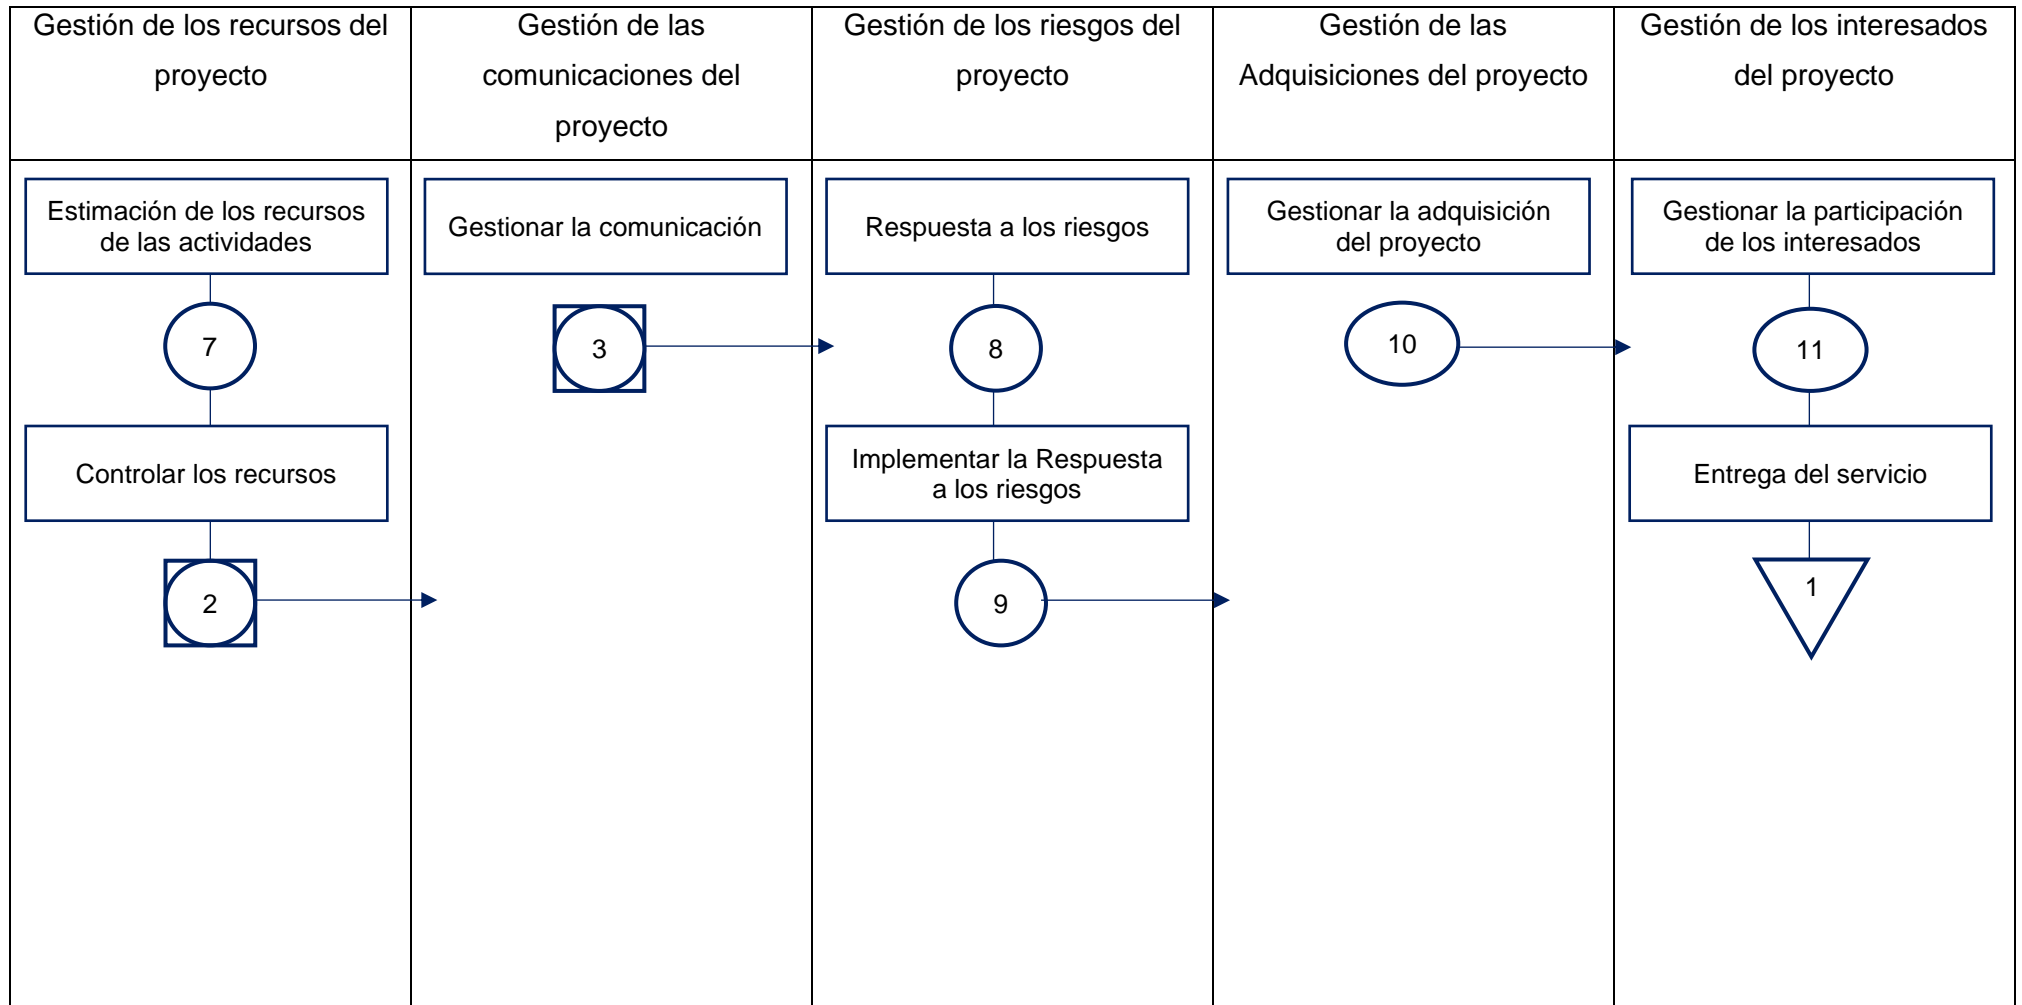 Gestión de los recursos del
proyecto
Gestión de las
comunicaciones del
proyecto
Gestión de los riesgos del
proyecto
Gestión de las
Adquisiciones del proyecto
Gestión de los interesados
del proyecto
Estimación de los recursos
de las actividades
7
Controlar los recursos
2
Gestionar la comunicación
3
Respuesta a los riesgos
8
Implementar la Respuesta
a los riesgos
9
Gestionar la adquisición
del proyecto
10
Gestionar la participación
de los interesados
11
Entrega del servicio
1